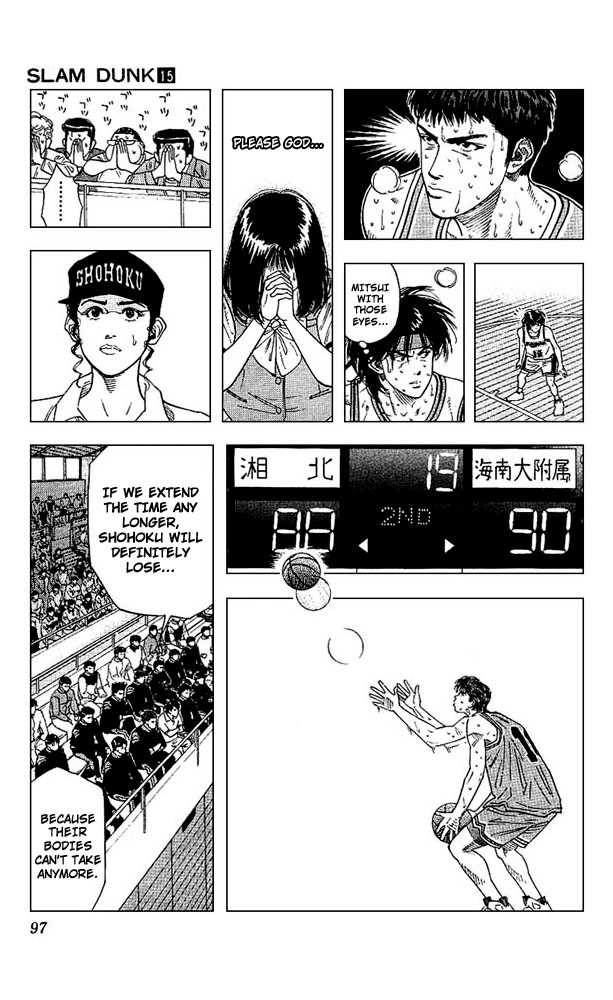 SLAM DUNK 15
PLEASE GOD...
SHOHOKU
MITSUI
WITH
THOSE
EYES...
湘 北
19
海南大附属
88
2ND
90
IF WE EXTEND
THE TIME ANY
LONGER,
SHOHOKU WILL
DEFINITELY
LOSE...
BECAUSE
THEIR
BODIES
CAN'T TAKE
ANYMORE.
97